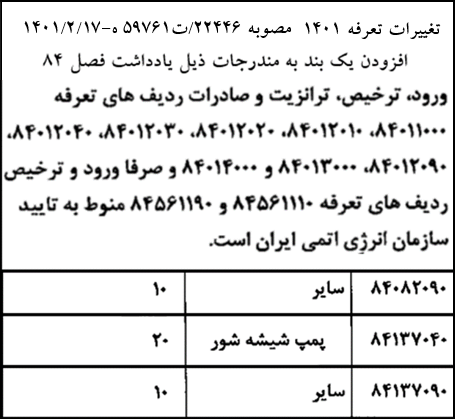 تغییرات تعرفه ۱۴۰۱ مصوبه ۲۲۴۴۶/ت۵۹۷۶۱ ه-۱۴۰۱/۲/۱۷
افزودن یک بند به مندرجات ذیل یادداشت فصل ۸۴
ورود، ترخیص، ترانزیت و صادرات ردیف های تعرفه
۸۴۰۱۱۰۰۰، ۸۴۰۱۲۰۱۰، ۸۴۰۱۲۰۲۰، ۸۴۰۱۲۰۳۰، ۸۴۰۱۲۰۴۰،
۸۴۰۱۲۰۹۰، ۸۴۰۱۳۰۰۰ و ۸۴۰۱۴۰۰۰ و صرفا ورود و ترخیص
ردیف های تعرفه ۸۴۵۶۱۱۱۰ و ۸۴۵۶۱۱۹۰ منوط به تایید
سازمان انرژی اتمی ایران است.
۸۴۰۸۲۰۹۰ سایر ۱۰
۸۴۱۳۷۰۴۰ پمپ شیشه شور ۲۰
۸۴۱۳۷۰۹۰ سایر ۱۰